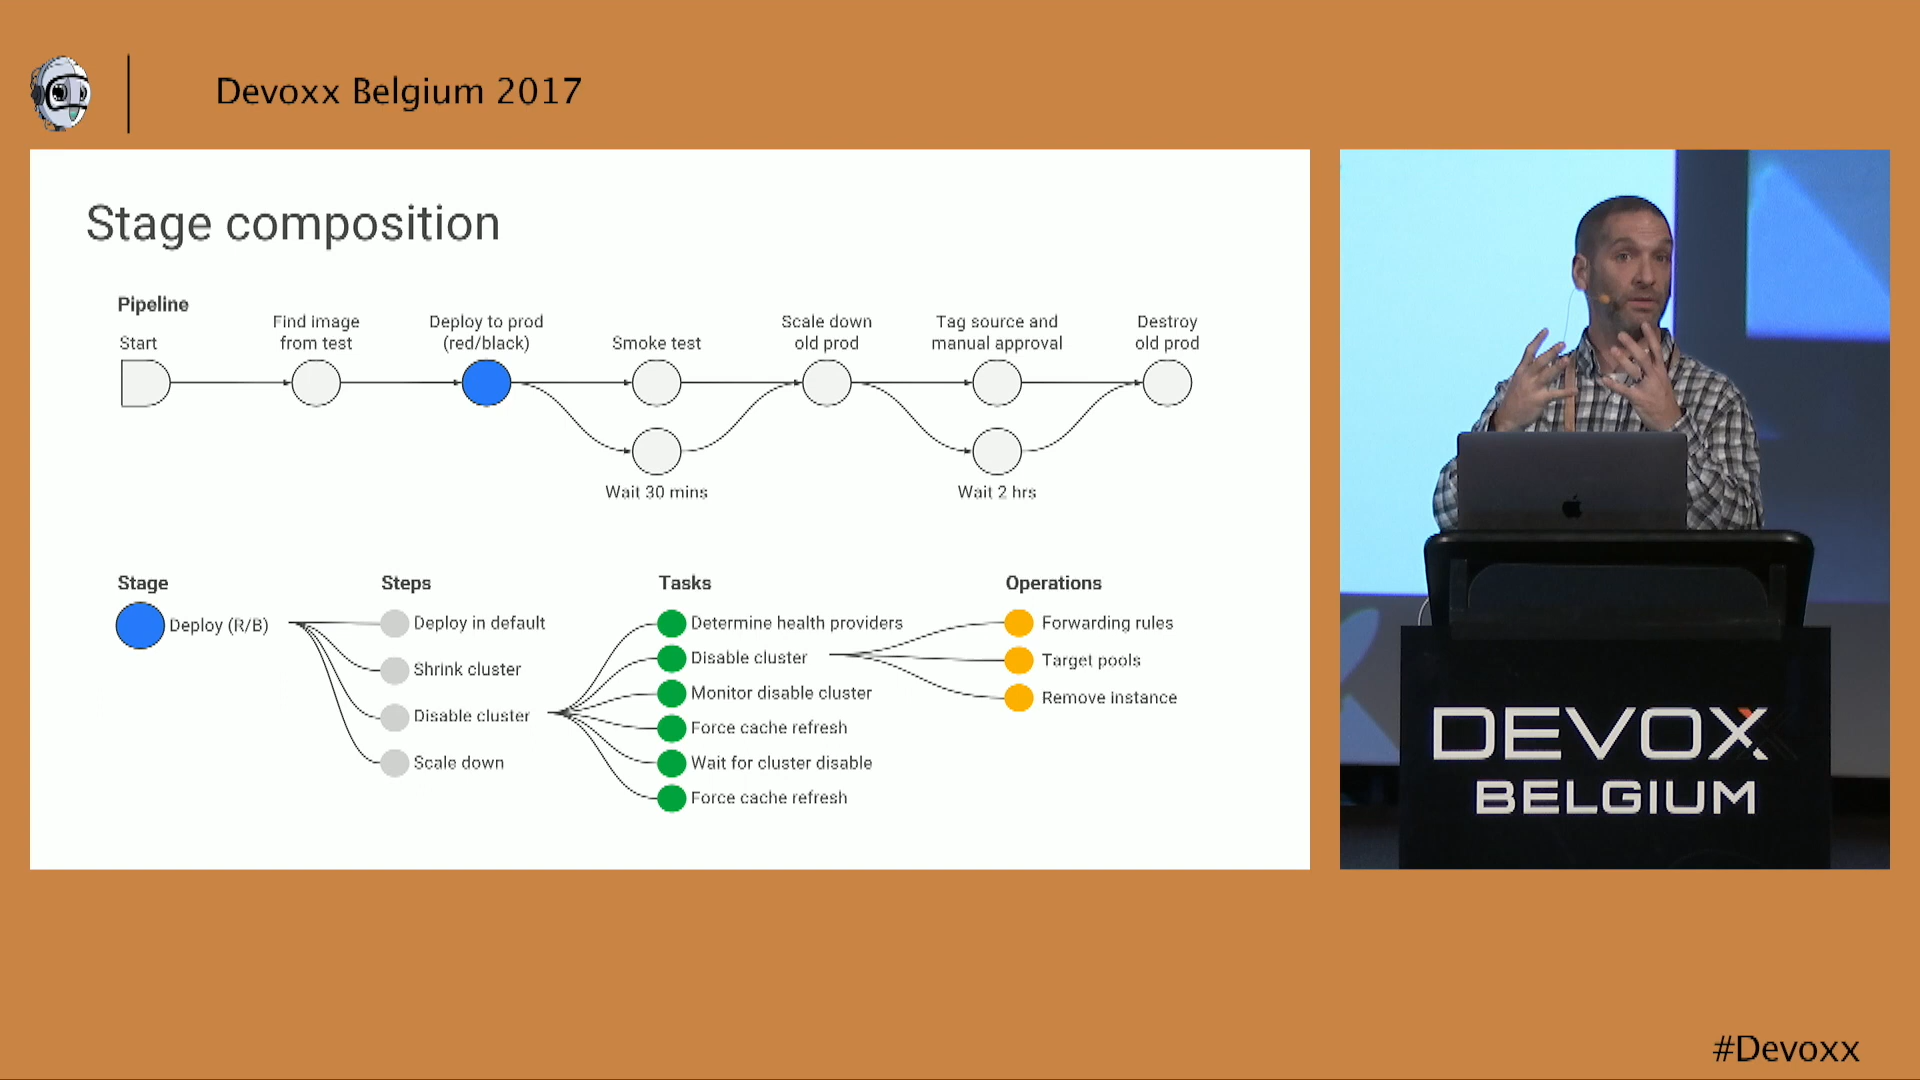 Devoxx Belgium 2017
Stage composition
Pipeline
Start
Find image
from test
Deploy to prod
(red/black)
Smoke test
Scale down
old prod
Tag source and
manual approval
Destroy
old prod
Wait 30 mins
Wait 2 hrs
Stage
Deploy (R/B)
Steps
Deploy in default
Shrink cluster
Disable cluster
Scale down
Tasks
Determine health providers
Disable cluster
Monitor disable cluster
Force cache refresh
Wait for cluster disable
Force cache refresh
Operations
Forwarding rules
Target pools
Remove instance
DEVOXX
BELGIUM
#Devoxx